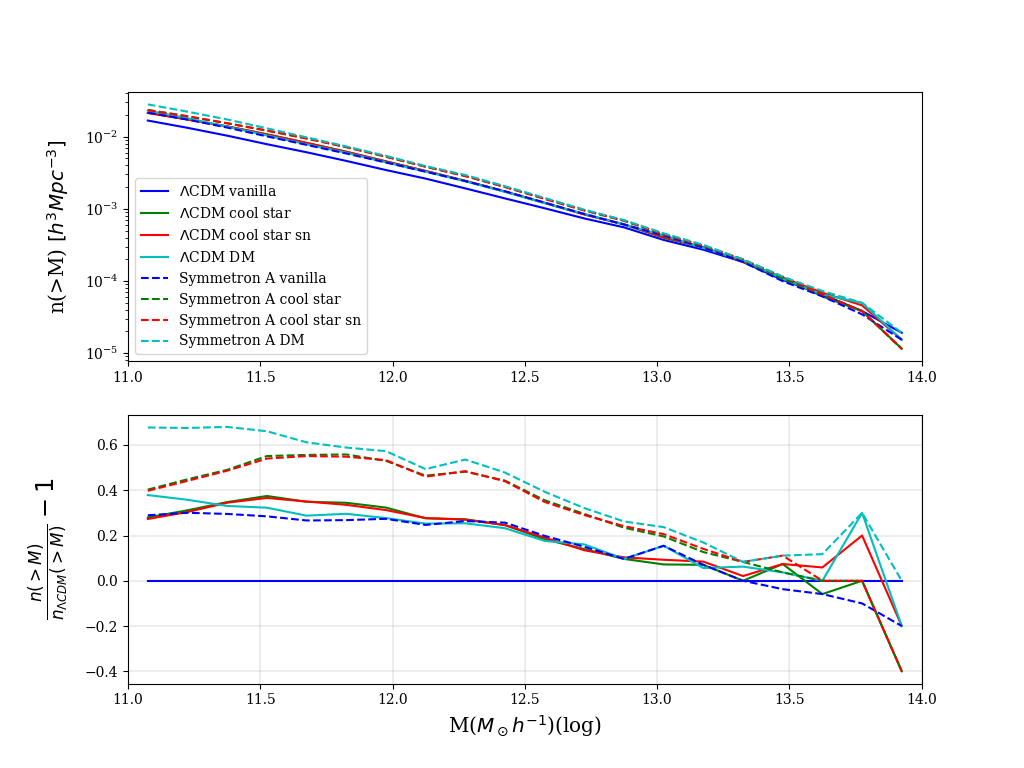 n(>M) [h³Mpc⁻³]
10⁻²
10⁻³
10⁻⁴
10⁻⁵
ΛCDM vanilla
ΛCDM cool star
ΛCDM cool star sn
ΛCDM DM
Symmetron A vanilla
Symmetron A cool star
Symmetron A cool star sn
Symmetron A DM
11.0 11.5 12.0 12.5 13.0 13.5 14.0
n(>M)/n_ΛCDM(>M) − 1
0.6
0.4
0.2
0.0
−0.2
−0.4
11.0 11.5 12.0 12.5 13.0 13.5 14.0
M(M⊙h⁻¹)(log)